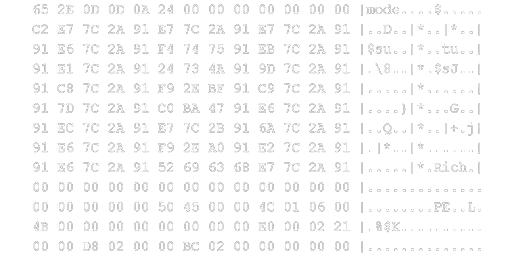 65 2E 0D 0D 0A 24 00 00 00 00 00 00 00 |mode....$.....
C2 E7 7C 2A 91 E7 7C 2A 91 E7 7C 2A 91 |..D..|*..|*..|
91 E6 7C 2A 91 F4 74 75 91 EB 7C 2A 91 |$su..*..tu..|
91 E1 7C 2A 91 24 73 4A 91 9D 7C 2A 91 |.\8..|*.$sJ..|
91 C8 7C 2A 91 F9 2E BF 91 C9 7C 2A 91 |.....|*.......|
91 7D 7C 2A 91 C0 BA 47 91 E6 7C 2A 91 |....}|*...G..|
91 EC 7C 2A 91 E7 7C 2B 91 6A 7C 2A 91 |..Q..|*..|+.j|
91 E6 7C 2A 91 F9 2E A0 91 E2 7C 2A 91 |.|*..|*.......|
91 E6 7C 2A 91 52 69 63 68 E7 7C 2A 91 |.....|*.Rich.|
00 00 00 00 00 00 00 00 00 00 00 00 00 |..............
00 00 00 00 00 50 45 00 00 4C 01 06 00 |........PE..L.
4B 00 00 00 00 00 00 00 00 E0 00 02 21 |.&$K..........
00 00 D8 02 00 00 BC 02 00 00 00 00 00 |..............